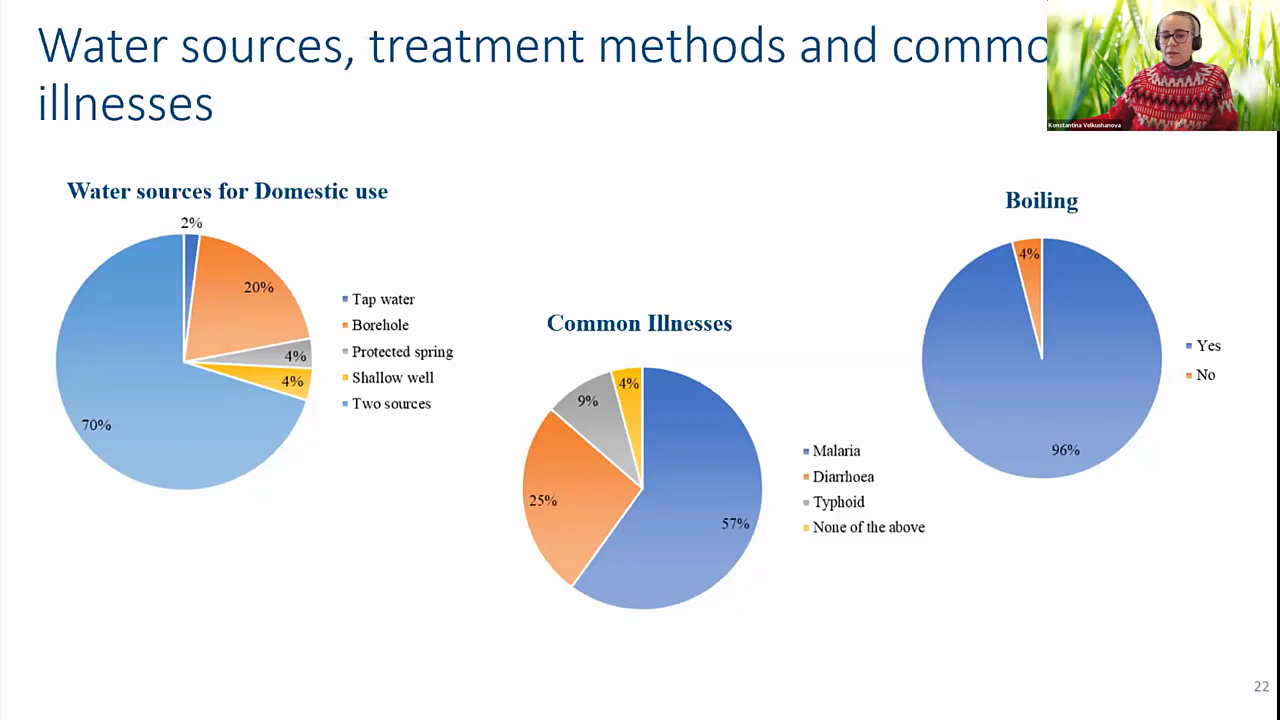 Water sources, treatment methods and commo
illnesses
Konstantina Velkushanova
Water sources for Domestic use
2%
20%
4%
4%
70%
Tap water
Borehole
Protected spring
Shallow well
Two sources
Common Illnesses
4%
9%
25%
57%
Malaria
Diarrhoea
Typhoid
None of the above
Boiling
4%
96%
Yes
No
22